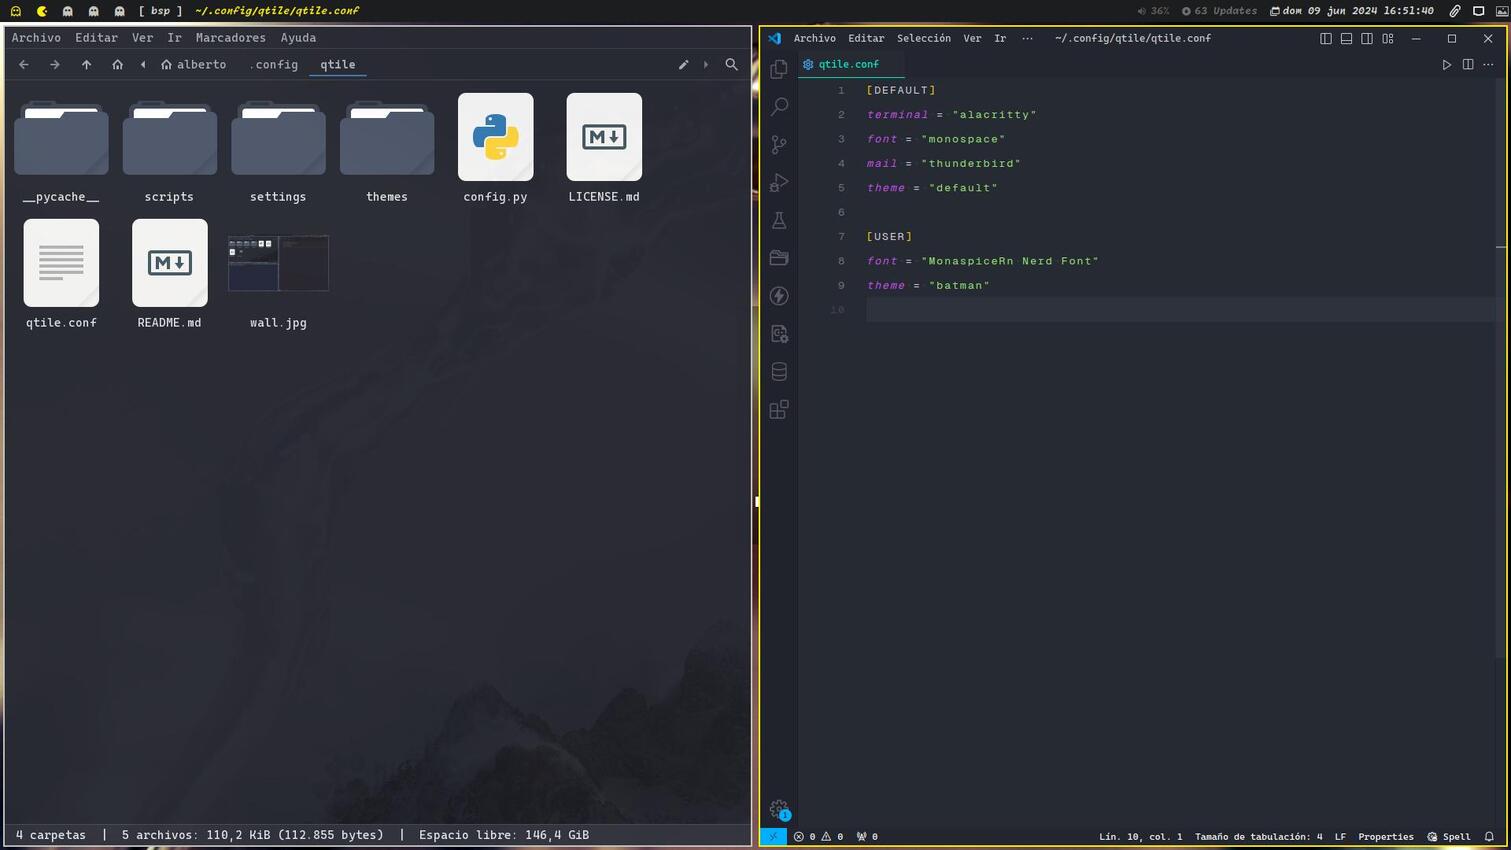 [ bsp ] ~/.config/qtile/qtile.conf 36% 63 Updates dom 09 jun 2024 16:51:40
Archivo Editar Ver Ir Marcadores Ayuda
alberto .config qtile
__pycache__ scripts settings themes config.py LICENSE.md
qtile.conf README.md wall.jpg
4 carpetas | 5 archivos: 110,2 KiB (112.855 bytes) | Espacio libre: 146,4 GiB
Archivo Editar Selección Ver Ir ··· ~/.config/qtile/qtile.conf
qtile.conf
1 [DEFAULT]
2 terminal = "alacritty"
3 font = "monospace"
4 mail = "thunderbird"
5 theme = "default"
6
7 [USER]
8 font = "MonaspiceRn Nerd Font"
9 theme = "batman"
10
1
0 0 0 Lín. 10, col. 1 Tamaño de tabulación: 4 LF Properties Spell